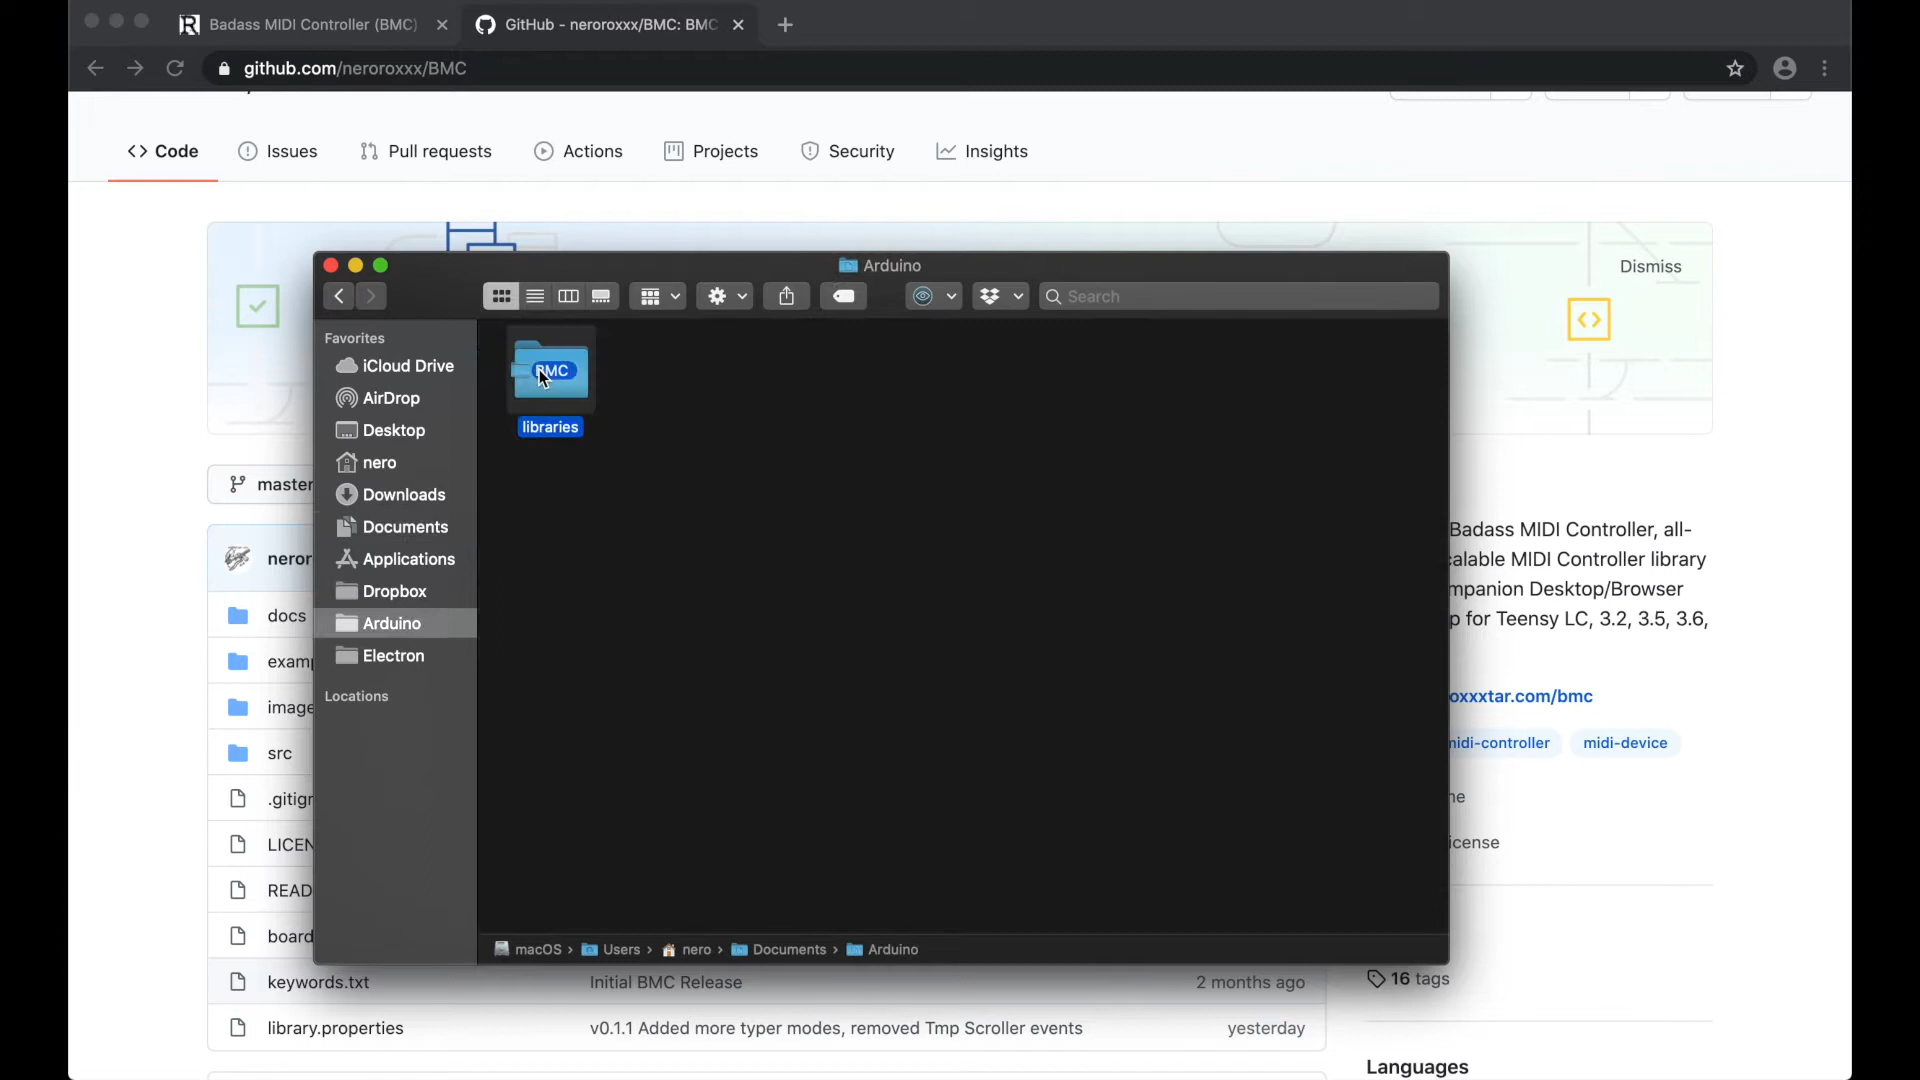 Badass MIDI Controller (BMC)
GitHub - neroroxxx/BMC: BMC
github.com/neroroxxx/BMC
Code
Issues
Pull requests
Actions
Projects
Security
Insights
Dismiss
Arduino
Search
Favorites
iCloud Drive
AirDrop
Desktop
nero
Downloads
Documents
Applications
Dropbox
Arduino
Electron
Locations
BMC
libraries
macOS › Users › nero › Documents › Arduino
master
neror
docs
examp
image
src
.gitigr
LICEN
READ
board
keywords.txt Initial BMC Release 2 months ago
library.properties v0.1.1 Added more typer modes, removed Tmp Scroller events yesterday
Badass MIDI Controller, all-
calable MIDI Controller library
mpanion Desktop/Browser
p for Teensy LC, 3.2, 3.5, 3.6,
oxxxtar.com/bmc
midi-controller
midi-device
me
icense
16 tags
Languages